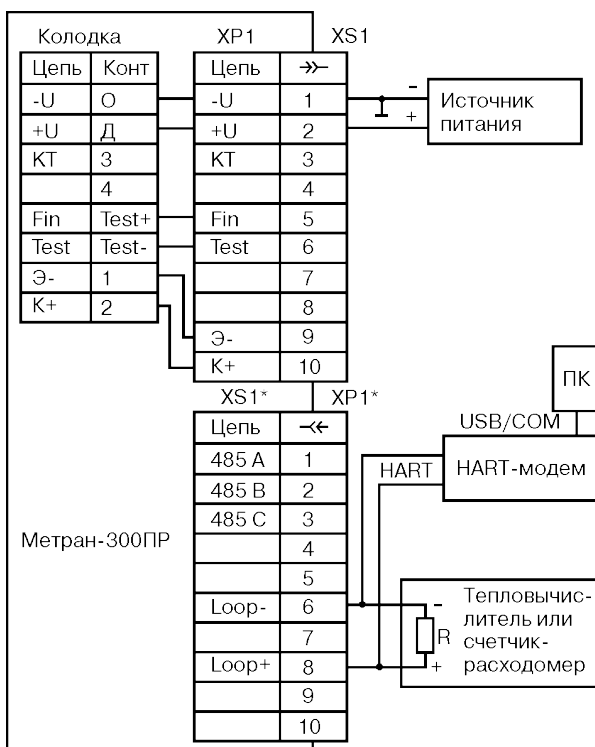 Колодка XP1 XS1
Цепь Конт Цепь
-U О -U 1
+U Д +U 2
КТ 3 КТ 3
4 4
Fin Test+ Fin 5
Test Test- Test 6
Э- 1 7
К+ 2 8
Э- 9
К+ 10
- Источник
+ питания
XS1* XP1*
Цепь
485 A 1
485 B 2
485 C 3
4
5
Loop- 6
7
Loop+ 8
9
10
Метран-300ПР
ПК
USB/COM
HART HART-модем
- Тепловычис-
литель или
R счетчик-
+ расходомер